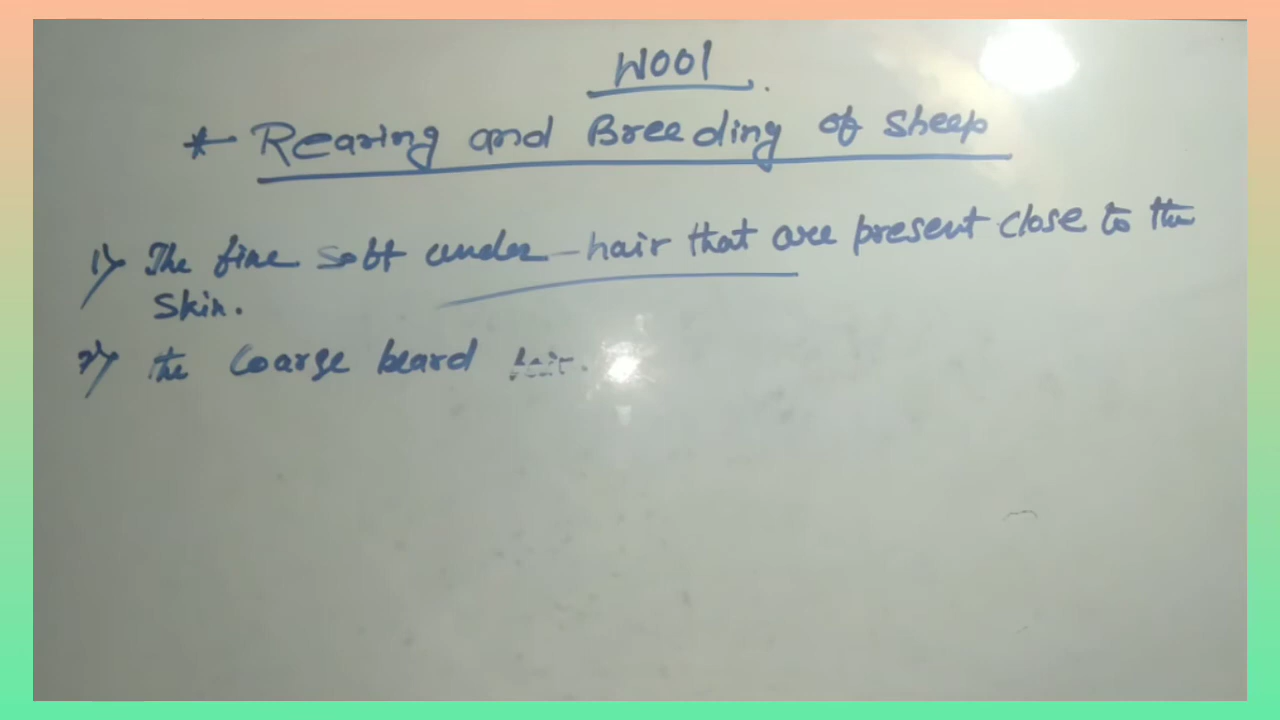 Wool.
* Rearing and Breeding of Sheep
1) The fine soft under-hair that are present close to the
Skin.
2) the Coarse beard hair.